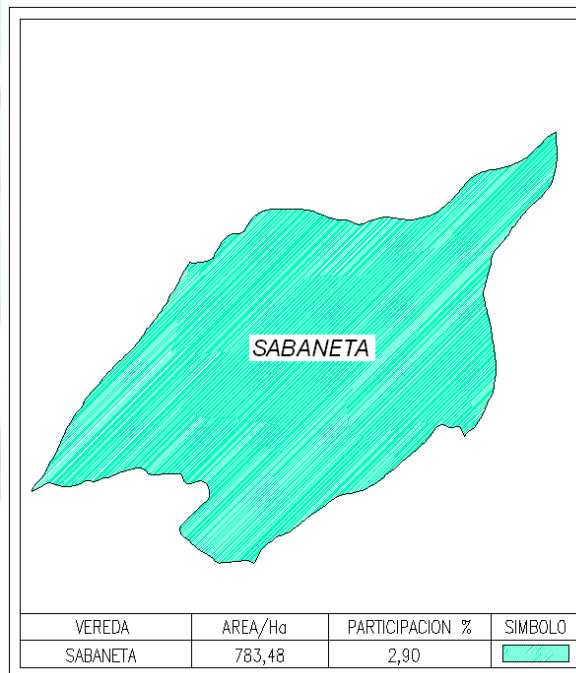 SABANETA
VEREDA AREA/Ha PARTICIPACION % SIMBOLO
SABANETA 783,48 2,90